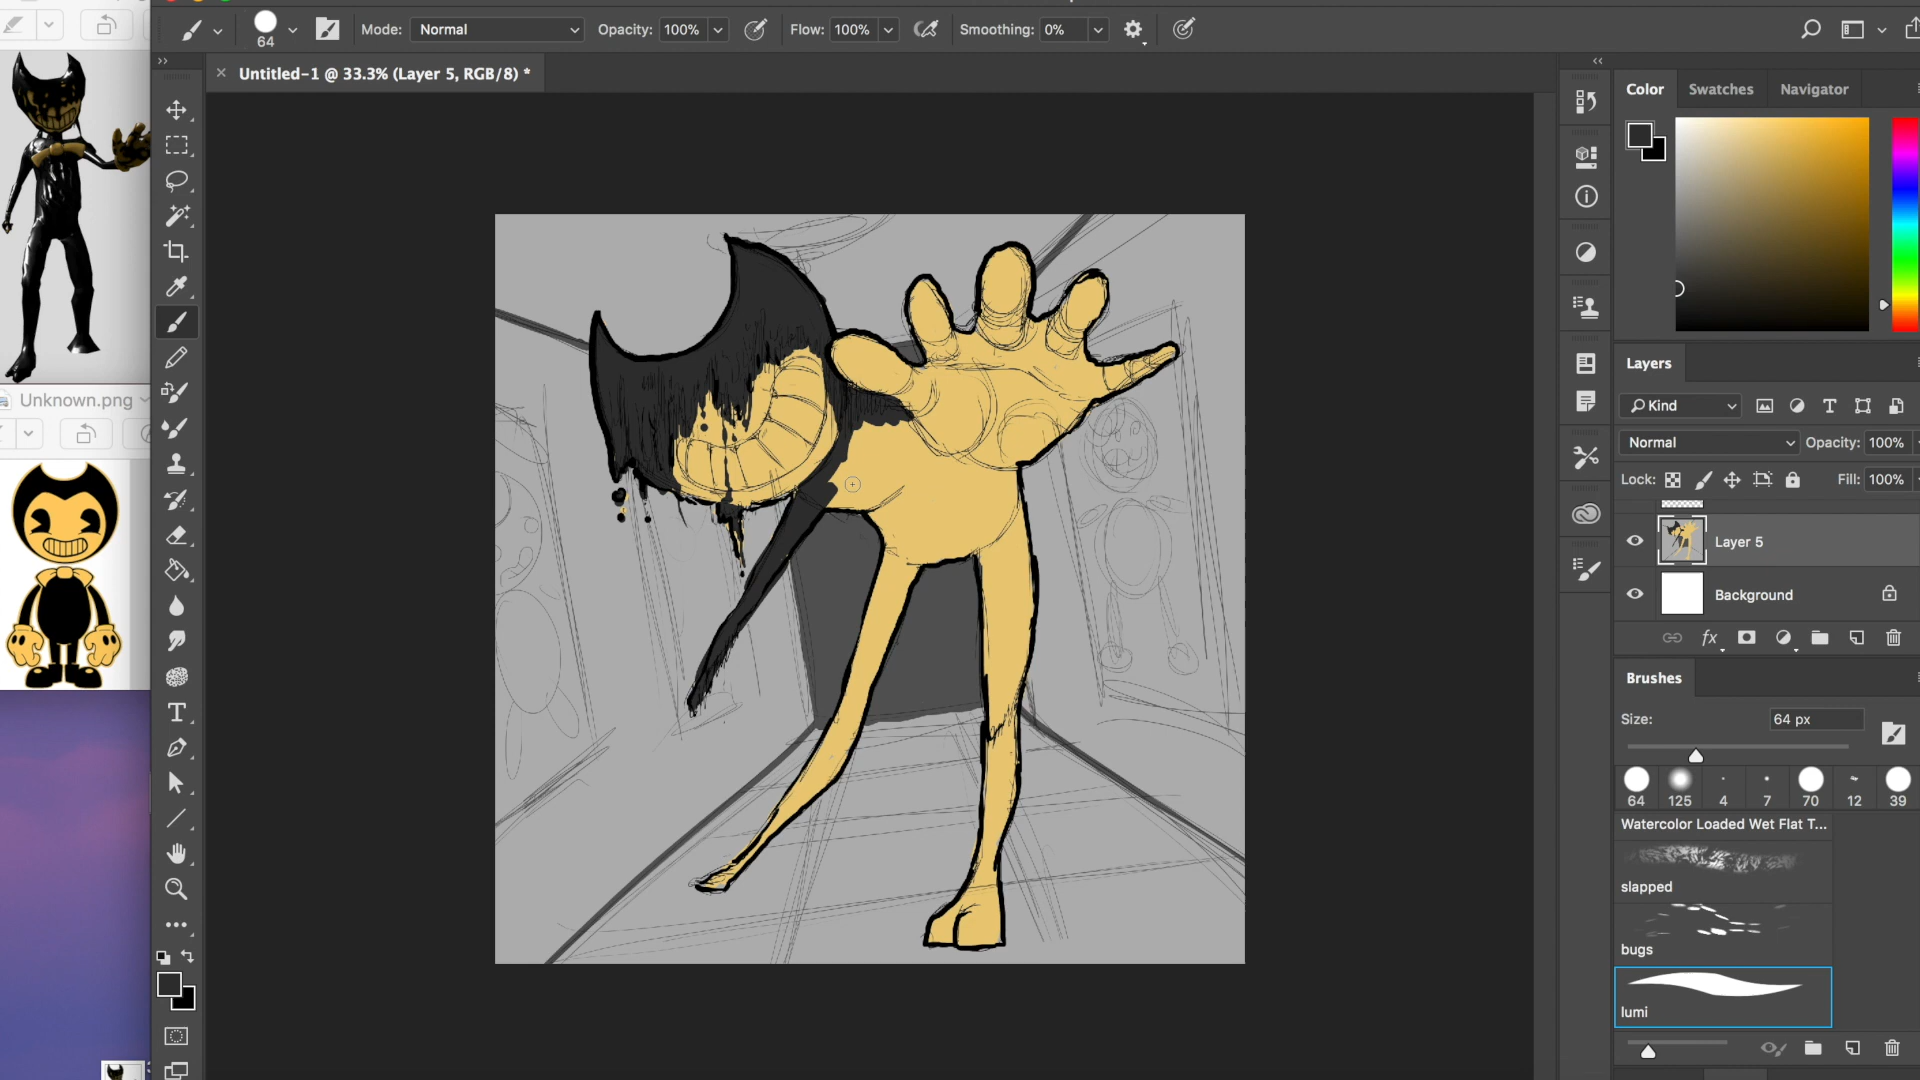 64
Mode: Normal
Opacity: 100%
Flow: 100%
Smoothing: 0%
Untitled-1 @ 33.3% (Layer 5, RGB/8) *
Unknown.png
Color
Swatches
Navigator
Layers
Kind
Normal
Opacity: 100%
Lock:
Fill: 100%
Layer 5
Background
fx
Brushes
Size:
64 px
64
125
4
7
70
12
39
Watercolor Loaded Wet Flat T...
slapped
bugs
lumi